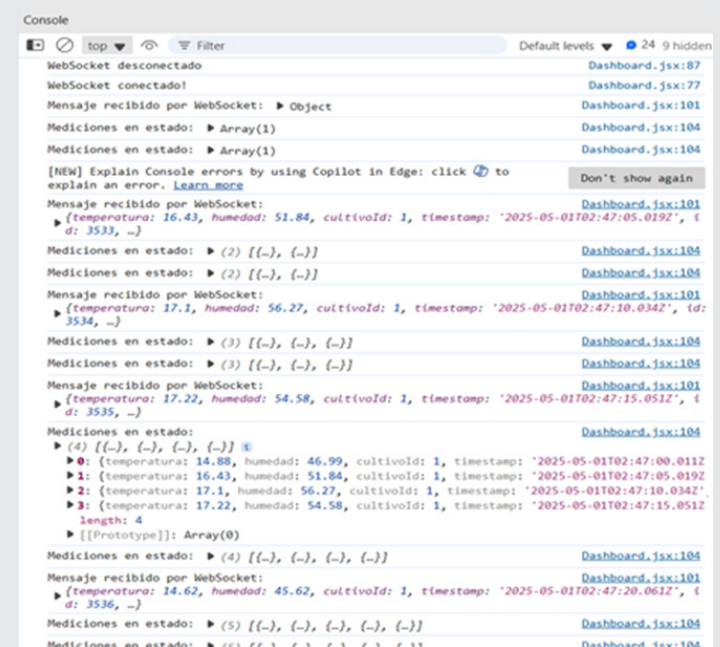 Console
top ▼ Filter Default levels ▼ 24 9 hidden
WebSocket desconectado Dashboard.jsx:87
WebSocket conectado! Dashboard.jsx:77
Mensaje recibido por WebSocket: ▶ Object Dashboard.jsx:101
Mediciones en estado: ▶ Array(1) Dashboard.jsx:104
Mediciones en estado: ▶ Array(1) Dashboard.jsx:104
[NEW] Explain Console errors by using Copilot in Edge: click to
explain an error. Learn more Don't show again
Mensaje recibido por WebSocket: Dashboard.jsx:101
▶ {temperatura: 16.43, humedad: 51.84, cultivoId: 1, timestamp: '2025-05-01T02:47:05.019Z', i
d: 3533, …}
Mediciones en estado: ▶ (2) [{…}, {…}] Dashboard.jsx:104
Mediciones en estado: ▶ (2) [{…}, {…}] Dashboard.jsx:104
Mensaje recibido por WebSocket: Dashboard.jsx:101
▶ {temperatura: 17.1, humedad: 56.27, cultivoId: 1, timestamp: '2025-05-01T02:47:10.034Z', id:
3534, …}
Mediciones en estado: ▶ (3) [{…}, {…}, {…}] Dashboard.jsx:104
Mediciones en estado: ▶ (3) [{…}, {…}, {…}] Dashboard.jsx:104
Mensaje recibido por WebSocket: Dashboard.jsx:101
▶ {temperatura: 17.22, humedad: 54.58, cultivoId: 1, timestamp: '2025-05-01T02:47:15.051Z', i
d: 3535, …}
Mediciones en estado: Dashboard.jsx:104
▶ (4) [{…}, {…}, {…}, {…}] i
▶ 0: {temperatura: 14.88, humedad: 46.99, cultivoId: 1, timestamp: '2025-05-01T02:47:00.011Z
▶ 1: {temperatura: 16.43, humedad: 51.84, cultivoId: 1, timestamp: '2025-05-01T02:47:05.019Z
▶ 2: {temperatura: 17.1, humedad: 56.27, cultivoId: 1, timestamp: '2025-05-01T02:47:10.034Z'
▶ 3: {temperatura: 17.22, humedad: 54.58, cultivoId: 1, timestamp: '2025-05-01T02:47:15.051Z
length: 4
▶ [[Prototype]]: Array(0)
Mediciones en estado: ▶ (4) [{…}, {…}, {…}, {…}] Dashboard.jsx:104
Mensaje recibido por WebSocket: Dashboard.jsx:101
▶ {temperatura: 14.62, humedad: 45.62, cultivoId: 1, timestamp: '2025-05-01T02:47:20.061Z', i
d: 3536, …}
Mediciones en estado: ▶ (5) [{…}, {…}, {…}, {…}, {…}] Dashboard.jsx:104
Mediciones en estado: Dashboard.jsx:104